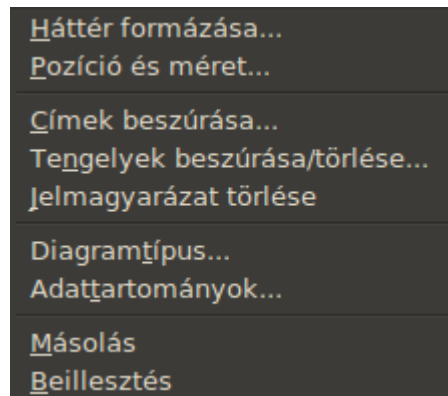 Háttér formázása...
Pozíció és méret...
Címek beszúrása...
Tengelyek beszúrása/törlése...
Jelmagyarázat törlése
Diagramtípus...
Adattartományok...
Másolás
Beillesztés